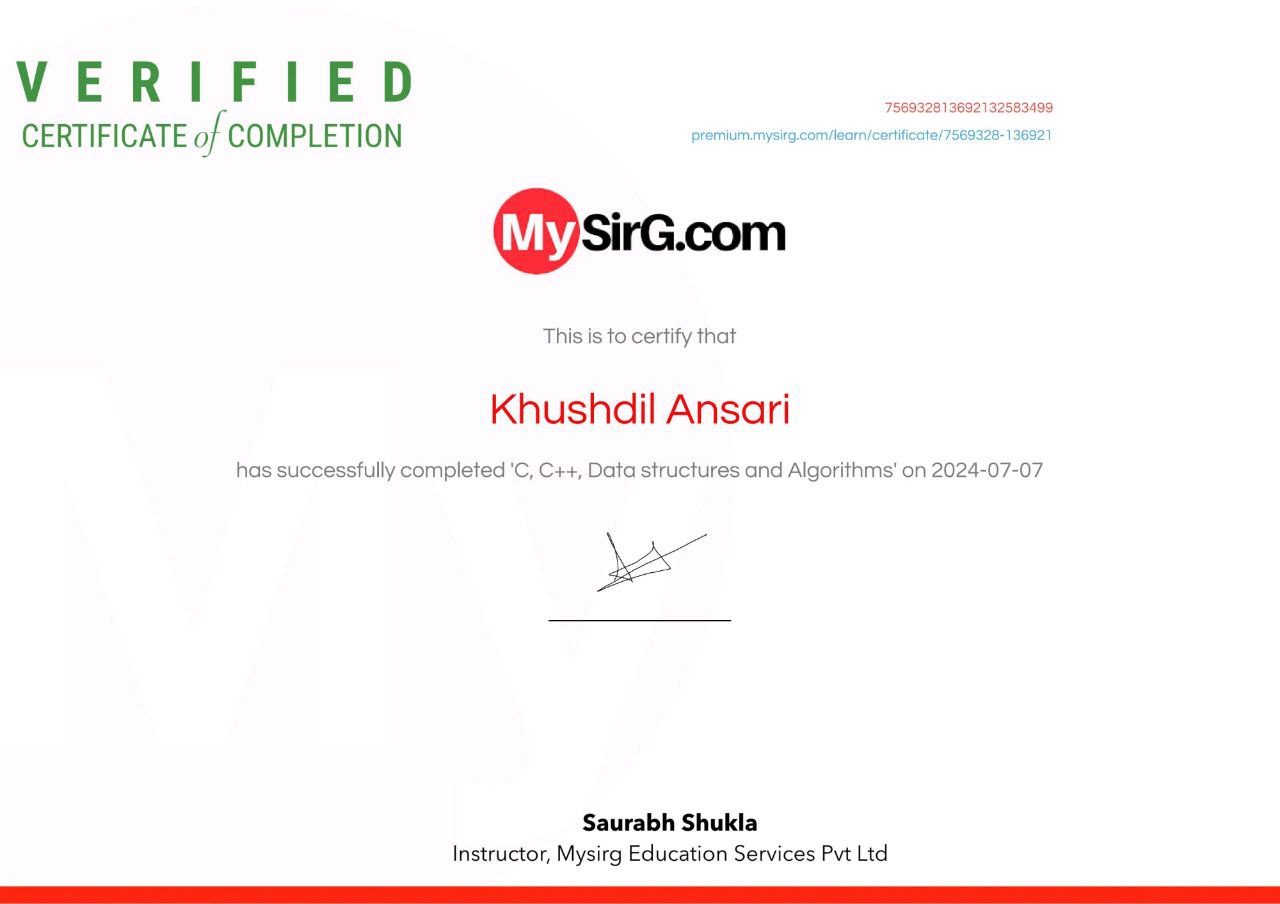 VERIFIED
CERTIFICATE of COMPLETION
756932813692132583499
premium.mysirg.com/learn/certificate/7569328-136921
MySirG.com
This is to certify that
Khushdil Ansari
has successfully completed 'C, C++, Data structures and Algorithms' on 2024-07-07
Saurabh Shukla
Instructor, Mysirg Education Services Pvt Ltd